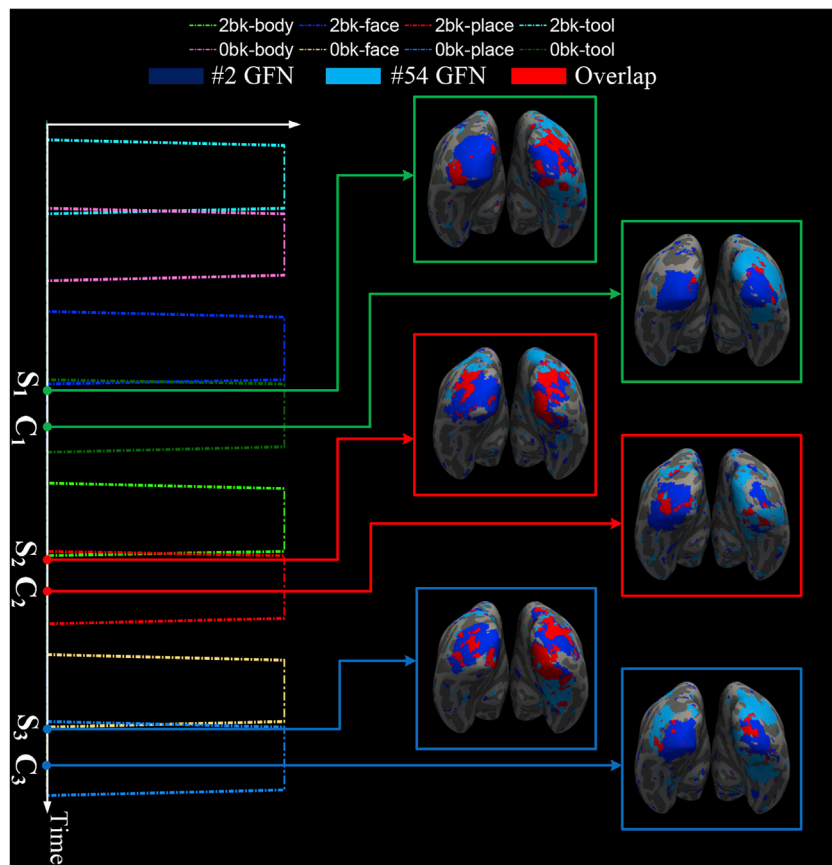 2bk-body 2bk-face 2bk-place 2bk-tool
0bk-body 0bk-face 0bk-place 0bk-tool
#2 GFN #54 GFN Overlap
S1
C1
S2
C2
S3
C3
Time